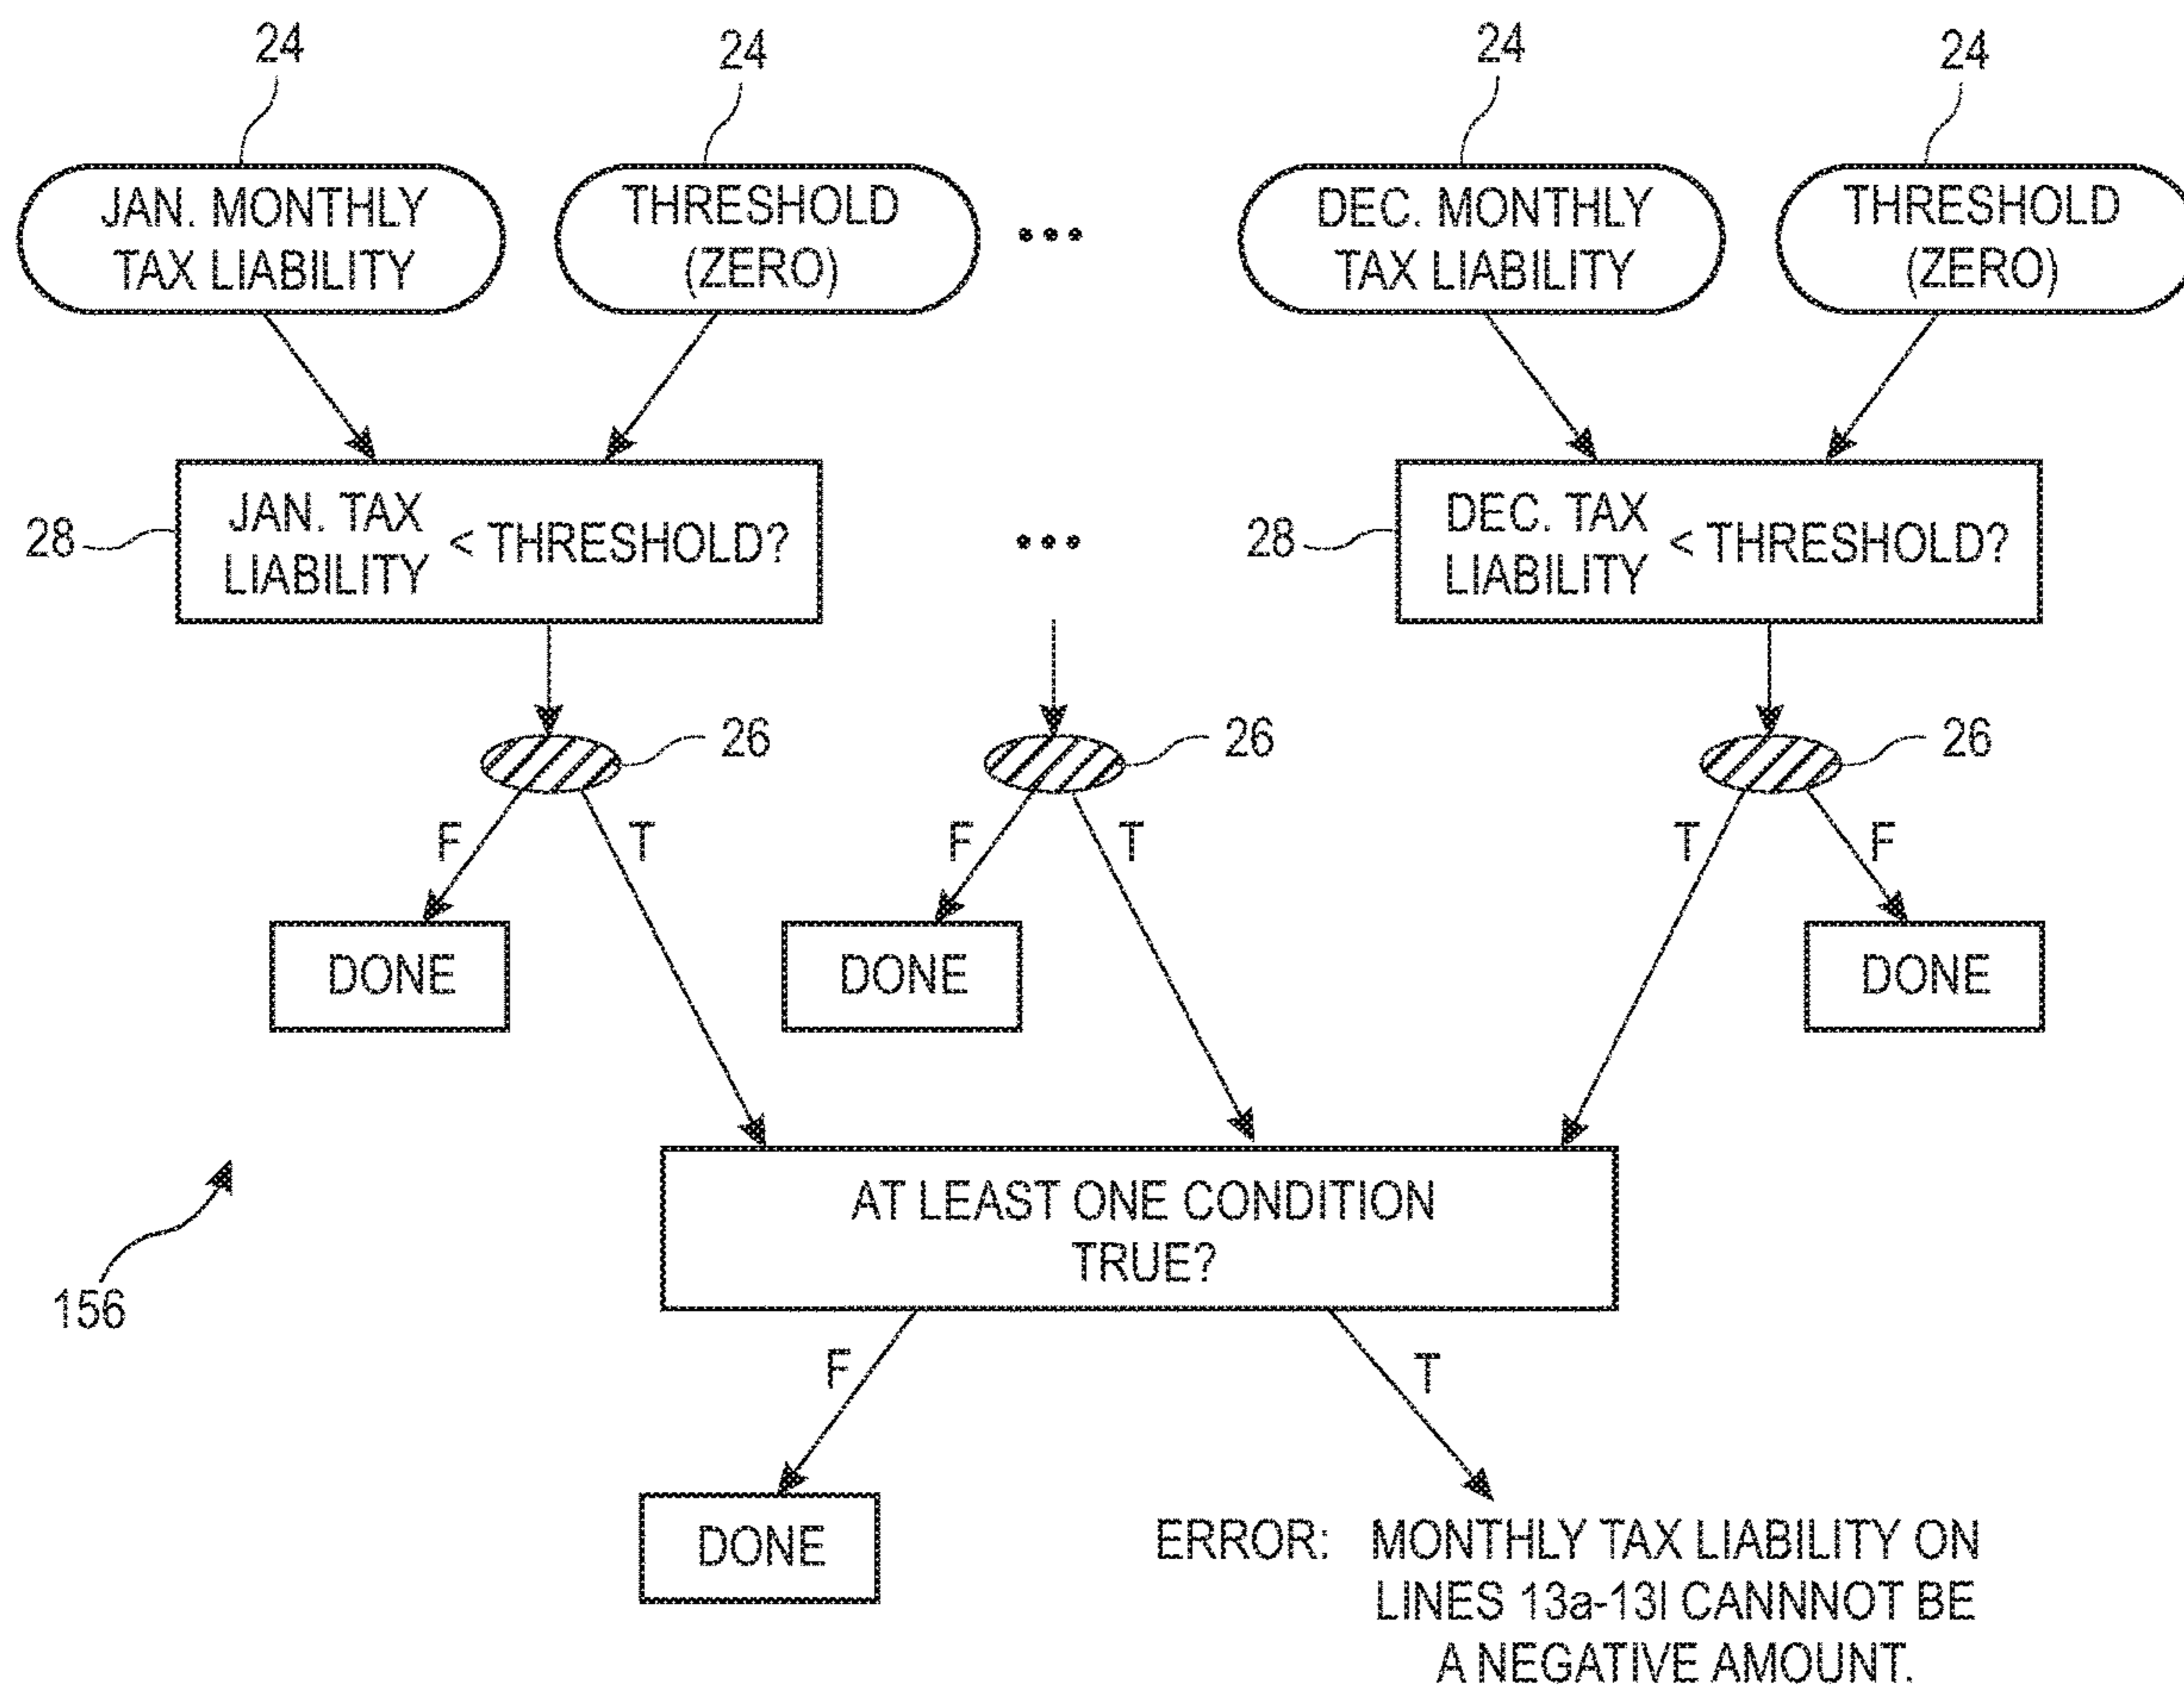 24
24
24
24
JAN. MONTHLY
TAX LIABILITY
THRESHOLD
(ZERO)
•••
DEC. MONTHLY
TAX LIABILITY
THRESHOLD
(ZERO)
28
JAN. TAX
LIABILITY
< THRESHOLD?
•••
28
DEC. TAX
LIABILITY
< THRESHOLD?
26
26
26
F
T
F
T
T
F
DONE
DONE
DONE
156
AT LEAST ONE CONDITION
TRUE?
F
T
DONE
ERROR: MONTHLY TAX LIABILITY ON
LINES 13a-13l CANNNOT BE
A NEGATIVE AMOUNT.